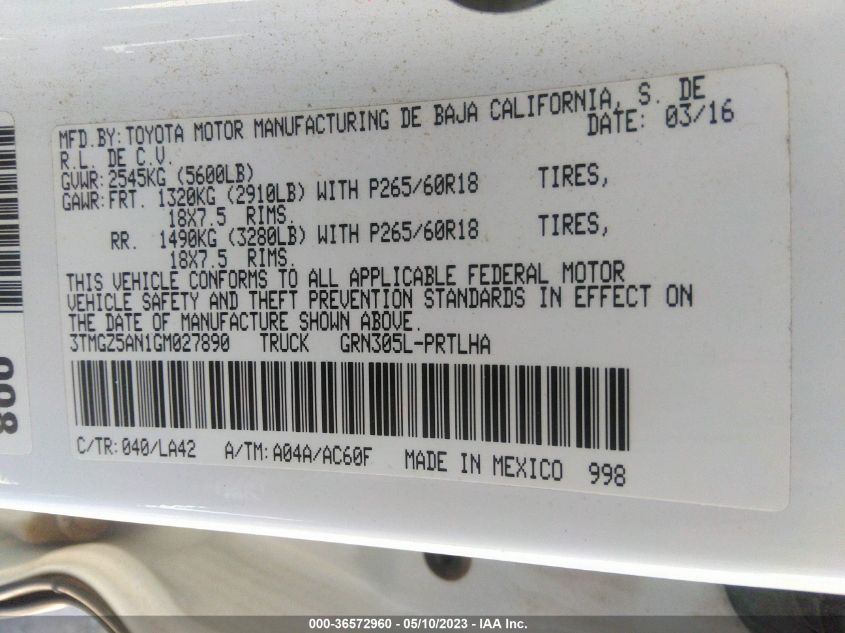 MFD.BY:TOYOTA MOTOR MANUFACTURING DE BAJA CALIFORNIA, S. DE
R.L. DE C.V. DATE: 03/16
GVWR:2545KG (5600LB)
GAWR:FRT. 1320KG (2910LB) WITH P265/60R18 TIRES,
18X7.5 RIMS.
RR. 1490KG (3280LB) WITH P265/60R18 TIRES,
18X7.5 RIMS.
THIS VEHICLE CONFORMS TO ALL APPLICABLE FEDERAL MOTOR
VEHICLE SAFETY AND THEFT PREVENTION STANDARDS IN EFFECT ON
THE DATE OF MANUFACTURE SHOWN ABOVE.
3TMGZ5AN1GM027890 TRUCK GRN305L-PRTLHA
C/TR:040/LA42 A/TM:A04A/AC60F MADE IN MEXICO 998
000-36572960 - 05/10/2023 - IAA Inc.